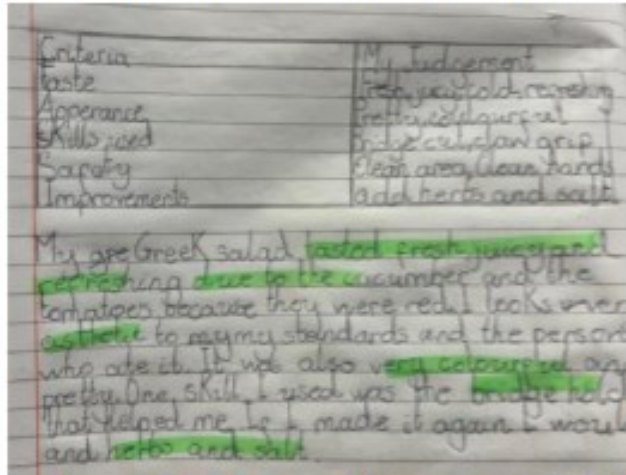 Criteria My Judgement
taste Fresh, juicy, cold, refreshing
Apperance Pretty, colourful
skills used Bridge cut, claw grip
Safety Clean area, Clean hands
Improvements add herbs and salt
My Greek salad tasted fresh juicey and
refreshing due to the cucumber and the
tomatoes because they were red. I looks very
asthetic to my my standards and the person
who ate it. It was also very colourful and
pretty. One skill I used was the bridge hold
that helped me. If I made it again I would
and herbs and salt.